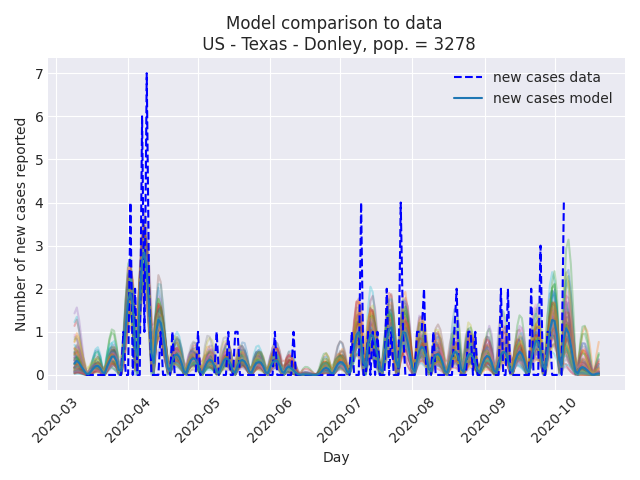 Model comparison to data
US - Texas - Donley, pop. = 3278
new cases data
new cases model
Number of new cases reported
7
6
5
4
3
2
1
0
2020-03
2020-04
2020-05
2020-06
2020-07
2020-08
2020-09
2020-10
Day